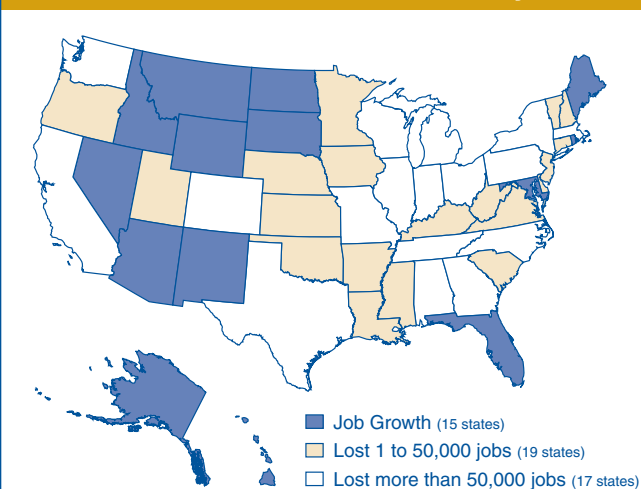 Job Growth (15 states)
Lost 1 to 50,000 jobs (19 states)
Lost more than 50,000 jobs (17 states)